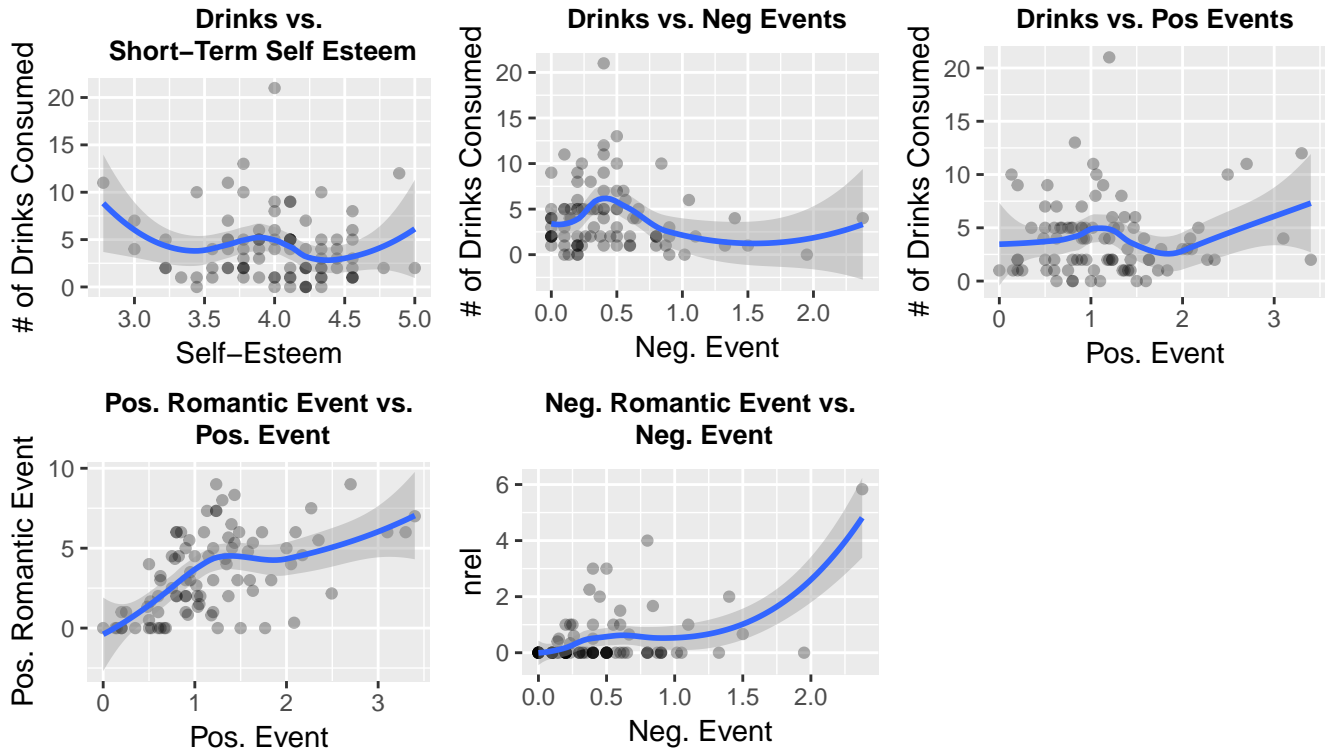 Drinks vs.
Short−Term Self Esteem
# of Drinks Consumed
20
15
10
5
0
3.0 3.5 4.0 4.5 5.0
Self−Esteem
Drinks vs. Neg Events
# of Drinks Consumed
20
15
10
5
0
0.0 0.5 1.0 1.5 2.0
Neg. Event
Drinks vs. Pos Events
# of Drinks Consumed
20
15
10
5
0
0 1 2 3
Pos. Event
Pos. Romantic Event vs.
Pos. Event
Pos. Romantic Event
10
5
0
0 1 2 3
Pos. Event
Neg. Romantic Event vs.
Neg. Event
nrel
6
4
2
0
0.0 0.5 1.0 1.5 2.0
Neg. Event